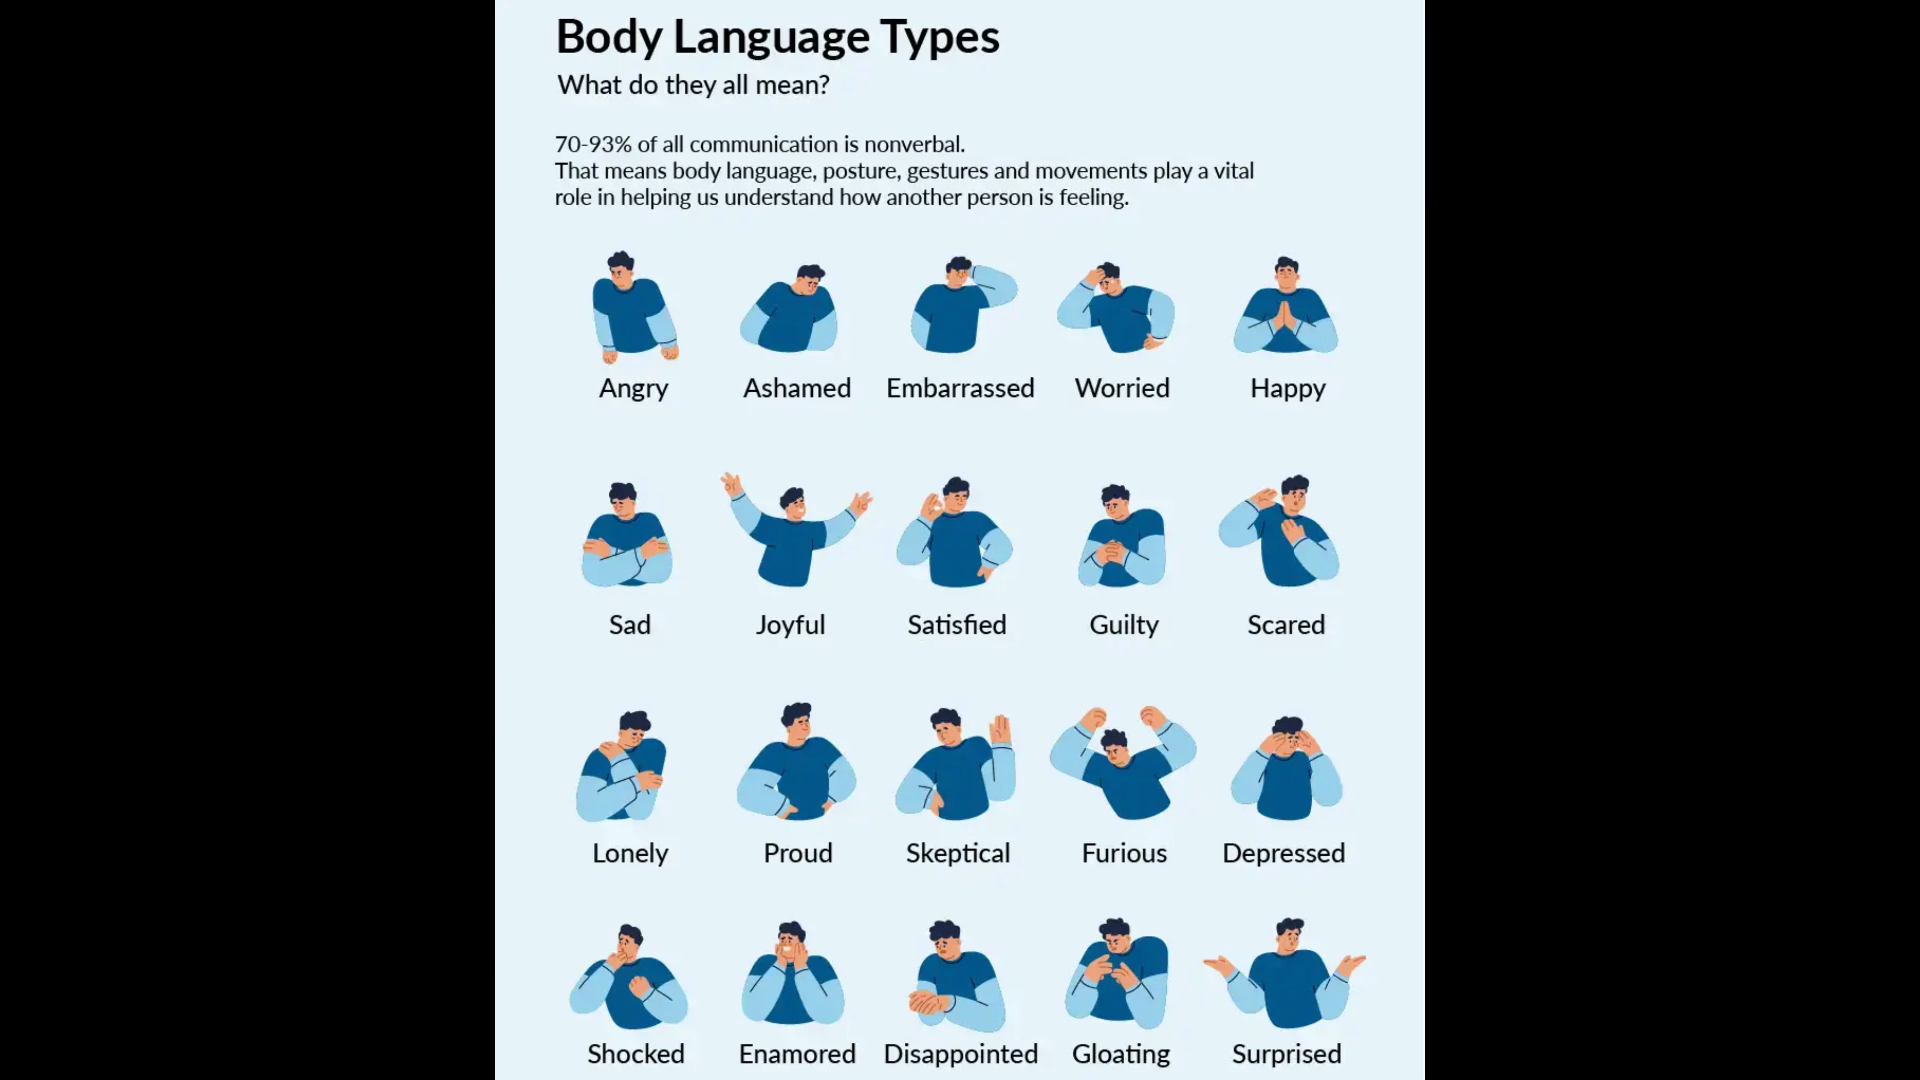 Body Language Types
What do they all mean?
70-93% of all communication is nonverbal.
That means body language, posture, gestures and movements play a vital
role in helping us understand how another person is feeling.
Angry Ashamed Embarrassed Worried Happy
Sad Joyful Satisfied Guilty Scared
Lonely Proud Skeptical Furious Depressed
Shocked Enamored Disappointed Gloating Surprised